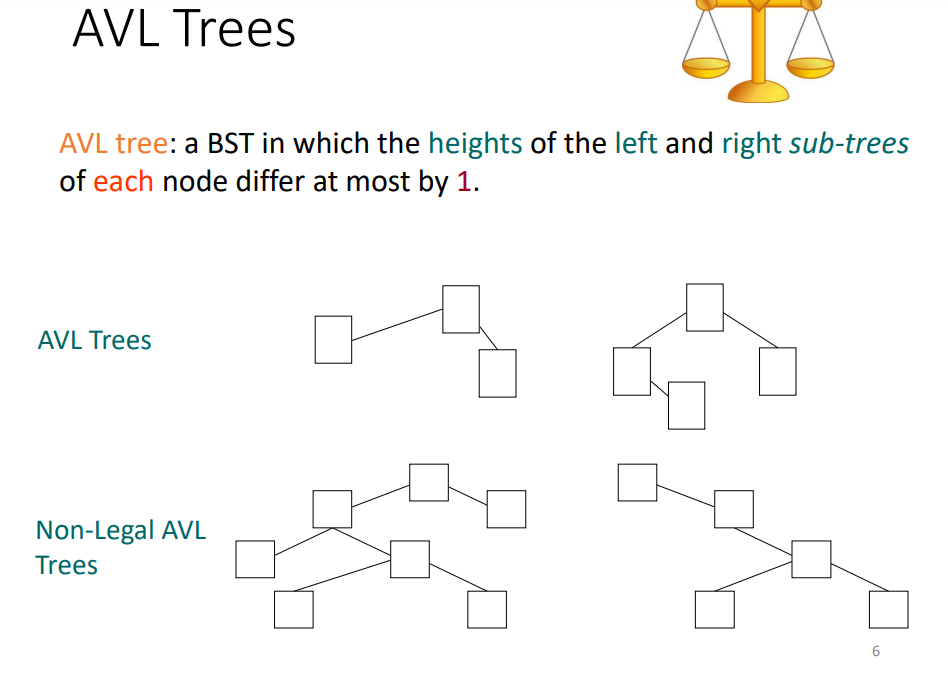 AVL Trees
AVL tree: a BST in which the heights of the left and right sub-trees
of each node differ at most by 1.
AVL Trees
Non-Legal AVL
Trees
6